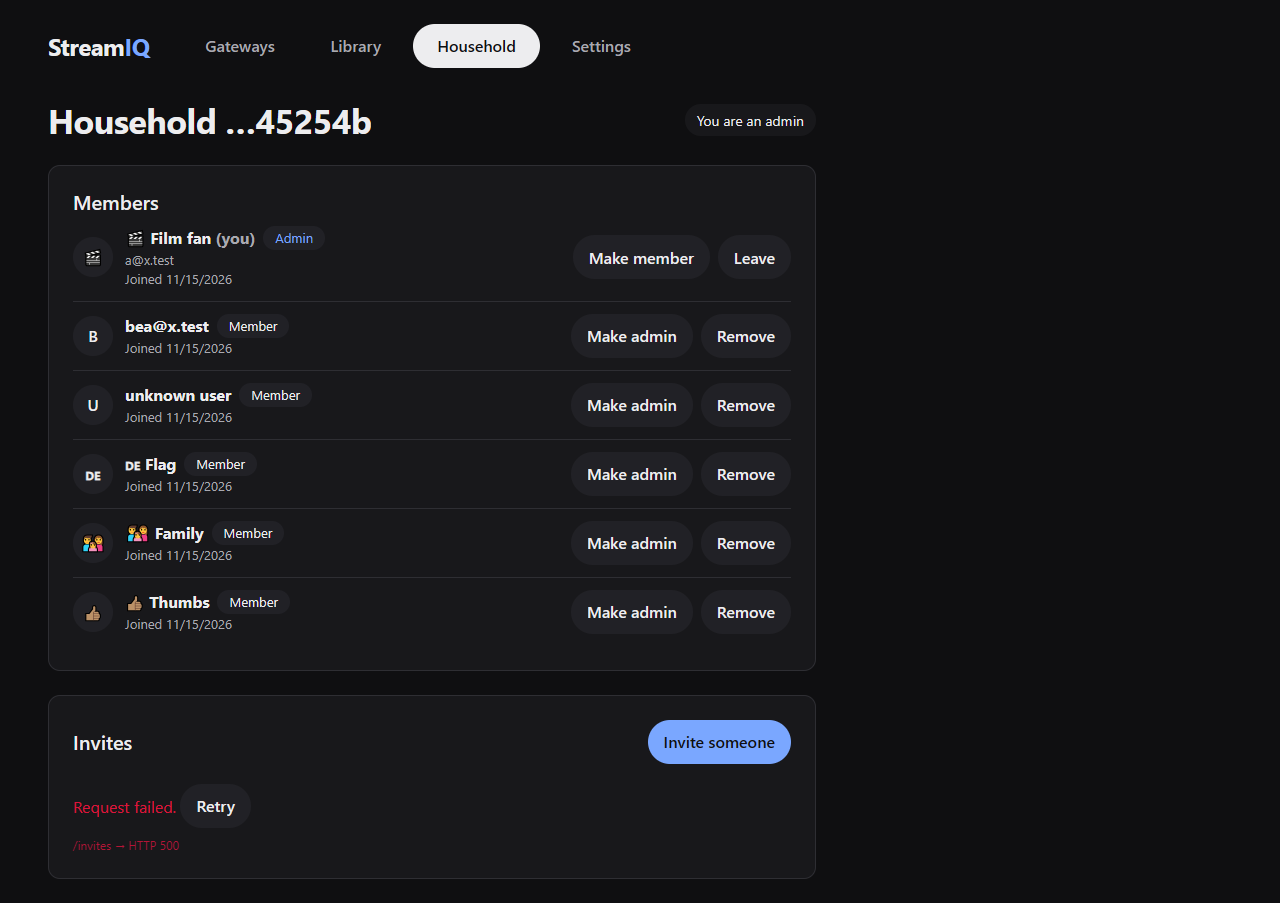 StreamIQ Gateways Library Household Settings
Household …45254b You are an admin
Members
🎬 🎬 Film fan (you) Admin
a@x.test
Joined 11/15/2026
Make member Leave
B bea@x.test Member
Joined 11/15/2026
Make admin Remove
U unknown user Member
Joined 11/15/2026
Make admin Remove
DE DE Flag Member
Joined 11/15/2026
Make admin Remove
Family Member
Joined 11/15/2026
Make admin Remove
👍🏽 👍🏽 Thumbs Member
Joined 11/15/2026
Make admin Remove
Invites Invite someone
Request failed. Retry
/invites — HTTP 500